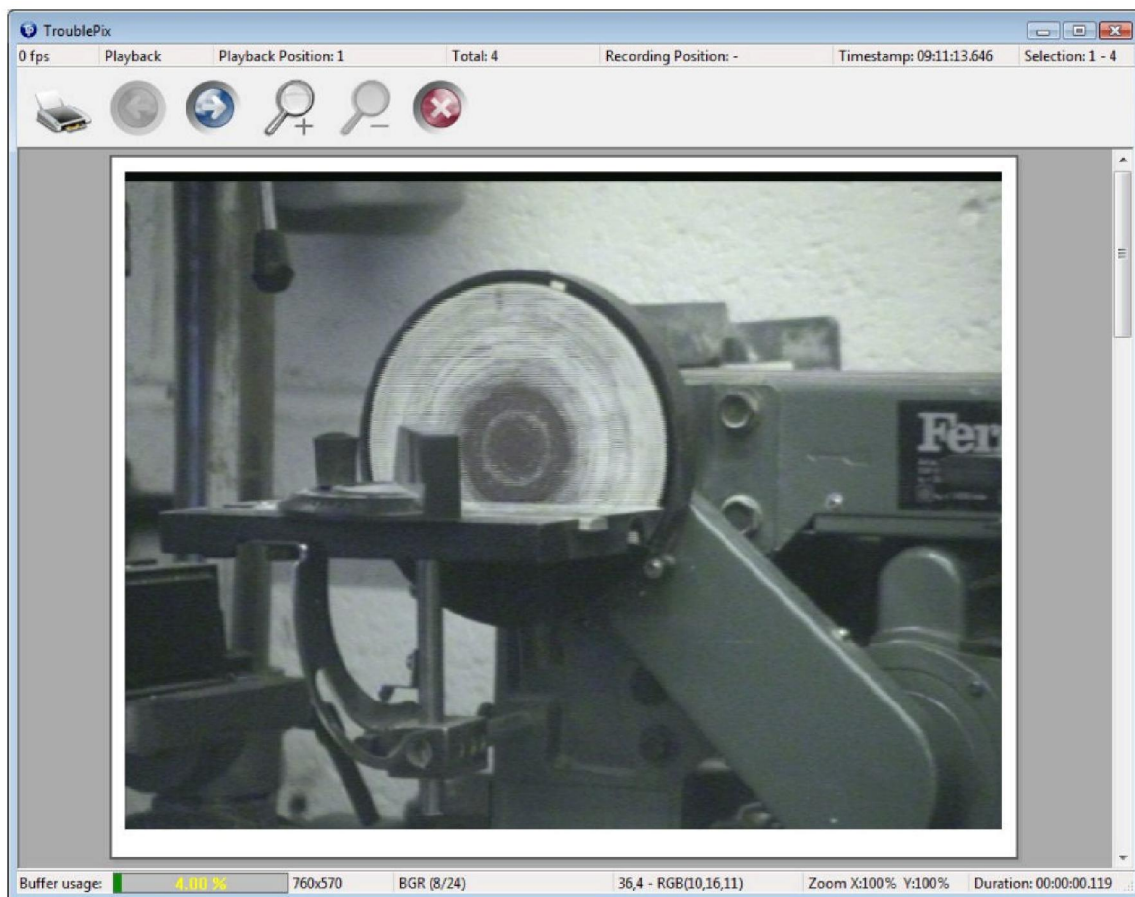 TroublePix
0 fps Playback Playback Position: 1 Total: 4 Recording Position: - Timestamp: 09:11:13.646 Selection: 1 - 4
Buffer usage: 4.00 % 760x570 BGR (8/24) 36,4 - RGB(10,16,11) Zoom X:100% Y:100% Duration: 00:00:00.119